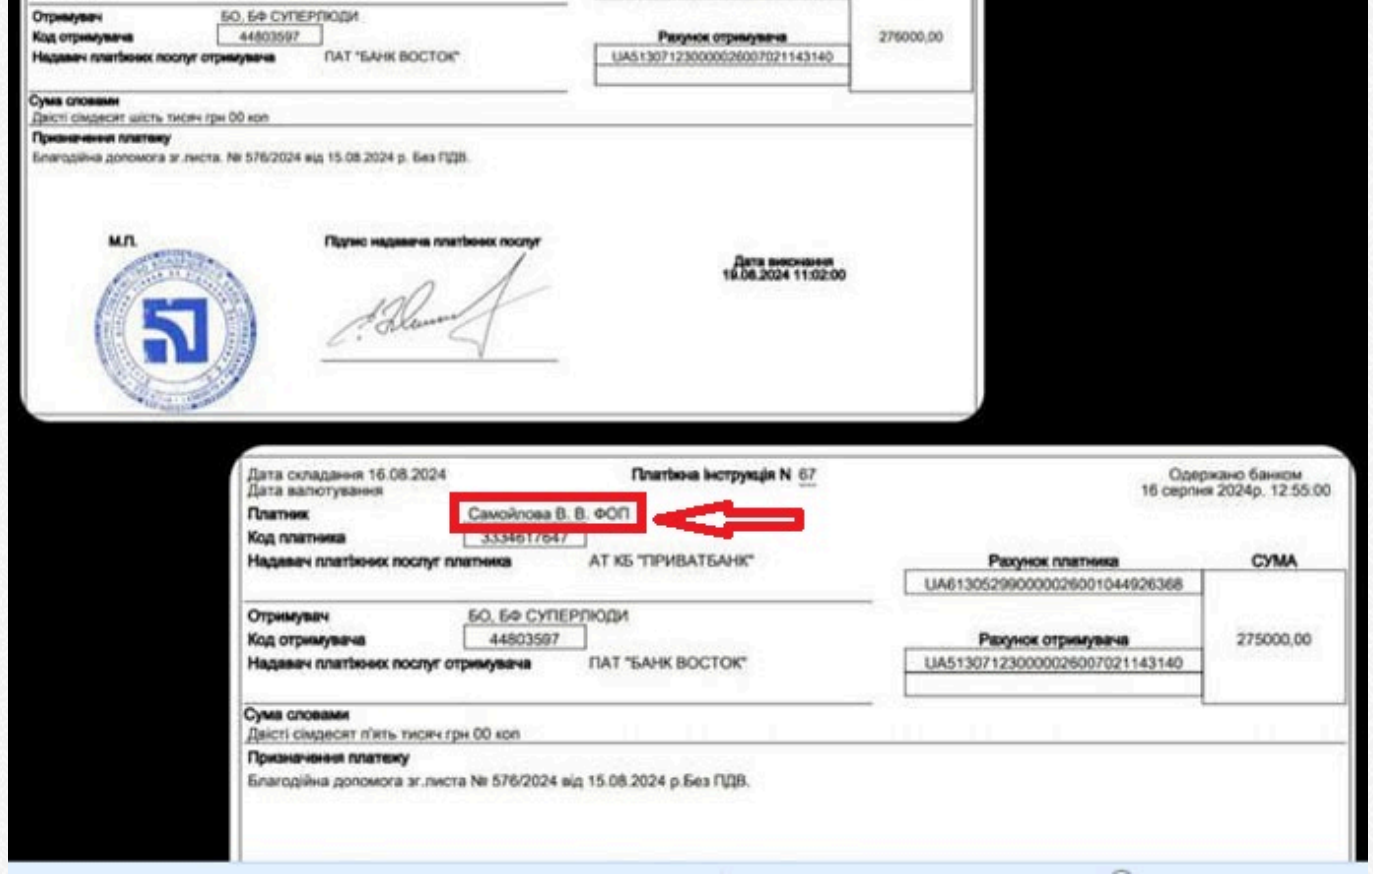 Отримувач БО, БФ СУПЕРЛЮДИ
Код отримувача 44803597 Рахунок отримувача 276000,00
Надавач платіжних послуг отримувача ПАТ "БАНК ВОСТОК" UA513071230000026007021143140
Сума словами
Двісті сімдесят шість тисяч грн 00 коп
Призначення платежу
Благодійна допомога зг.листа. № 576/2024 від 15.08.2024 р. Без ПДВ.
М.П. Підпис надавача платіжних послуг
Дата виконання
19.08.2024 11:02:00
Дата складання 16.08.2024 Платіжна інструкція N 67 Одержано банком
Дата валютування 16 серпня 2024р. 12:55:00
Платник Самойлова В. В. ФОП
Код платника 3334617647
Надавач платіжних послуг платника АТ КБ "ПРИВАТБАНК" Рахунок платника СУМА
UA613052990000026001044926368
Отримувач БО, БФ СУПЕРЛЮДИ
Код отримувача 44803597 Рахунок отримувача 275000,00
Надавач платіжних послуг отримувача ПАТ "БАНК ВОСТОК" UA513071230000026007021143140
Сума словами
Двісті сімдесят п'ять тисяч грн 00 коп
Призначення платежу
Благодійна допомога зг.листа № 576/2024 від 15.08.2024 р.Без ПДВ.